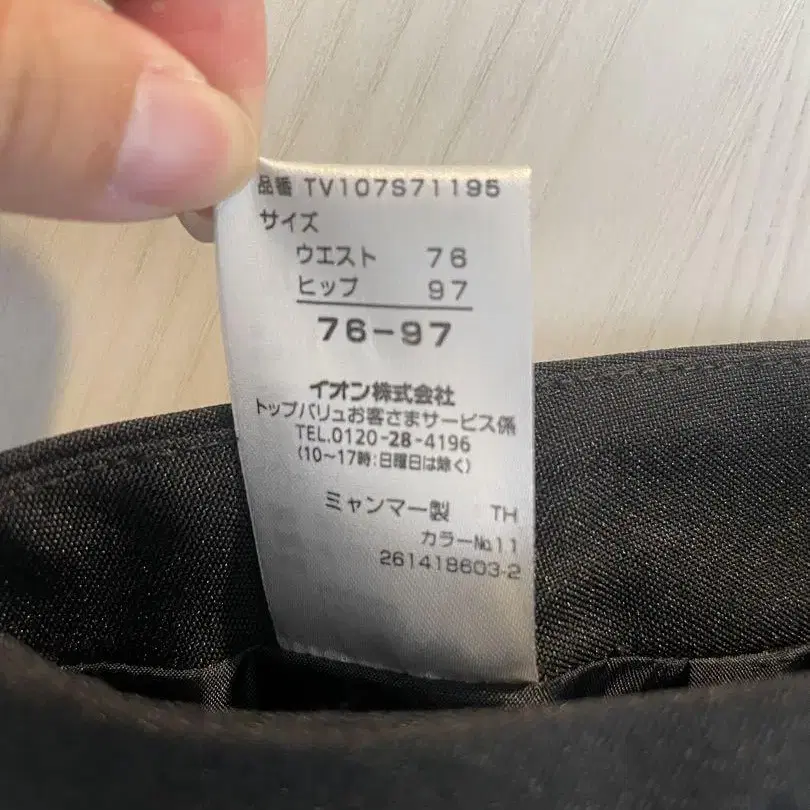 品番 TV107S71195
サイズ
ウエスト 76
ヒップ 97
76-97
イオン株式会社
トップバリュお客さまサービス係
TEL.0120-28-4196
(10～17時:日曜日は除く)
ミャンマー製 TH
カラー№11
261418603-2